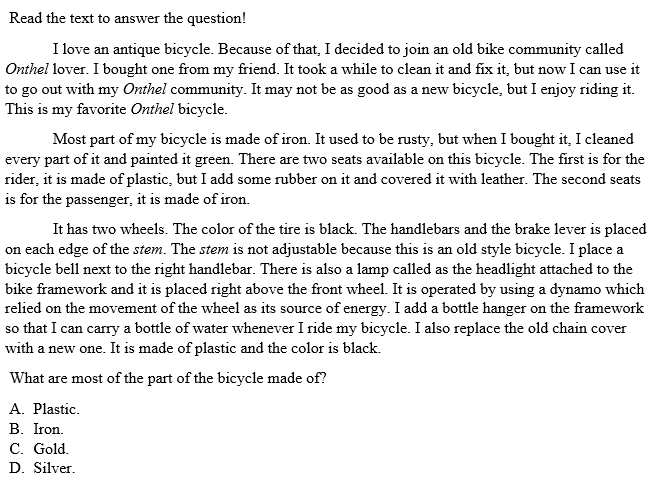 Read the text to answer the question!
I love an antique bicycle. Because of that, I decided to join an old bike community called
Onthel lover. I bought one from my friend. It took a while to clean it and fix it, but now I can use it
to go out with my Onthel community. It may not be as good as a new bicycle, but I enjoy riding it.
This is my favorite Onthel bicycle.
Most part of my bicycle is made of iron. It used to be rusty, but when I bought it, I cleaned
every part of it and painted it green. There are two seats available on this bicycle. The first is for the
rider, it is made of plastic, but I add some rubber on it and covered it with leather. The second seats
is for the passenger, it is made of iron.
It has two wheels. The color of the tire is black. The handlebars and the brake lever is placed
on each edge of the stem. The stem is not adjustable because this is an old style bicycle. I place a
bicycle bell next to the right handlebar. There is also a lamp called as the headlight attached to the
bike framework and it is placed right above the front wheel. It is operated by using a dynamo which
relied on the movement of the wheel as its source of energy. I add a bottle hanger on the framework
so that I can carry a bottle of water whenever I ride my bicycle. I also replace the old chain cover
with a new one. It is made of plastic and the color is black.
What are most of the part of the bicycle made of?
A. Plastic.
B. Iron.
C. Gold.
D. Silver.